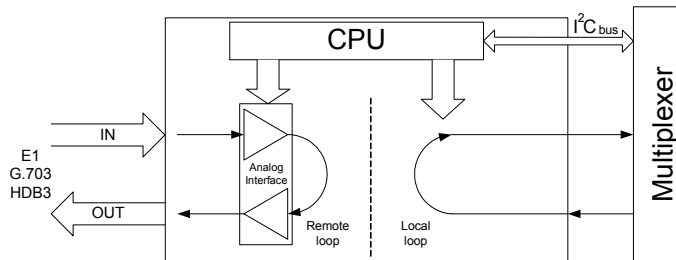 CPU
I²C bus
Multiplexer
IN
E1
G.703
HDB3
OUT
Analog
Interface
Remote
loop
Local
loop